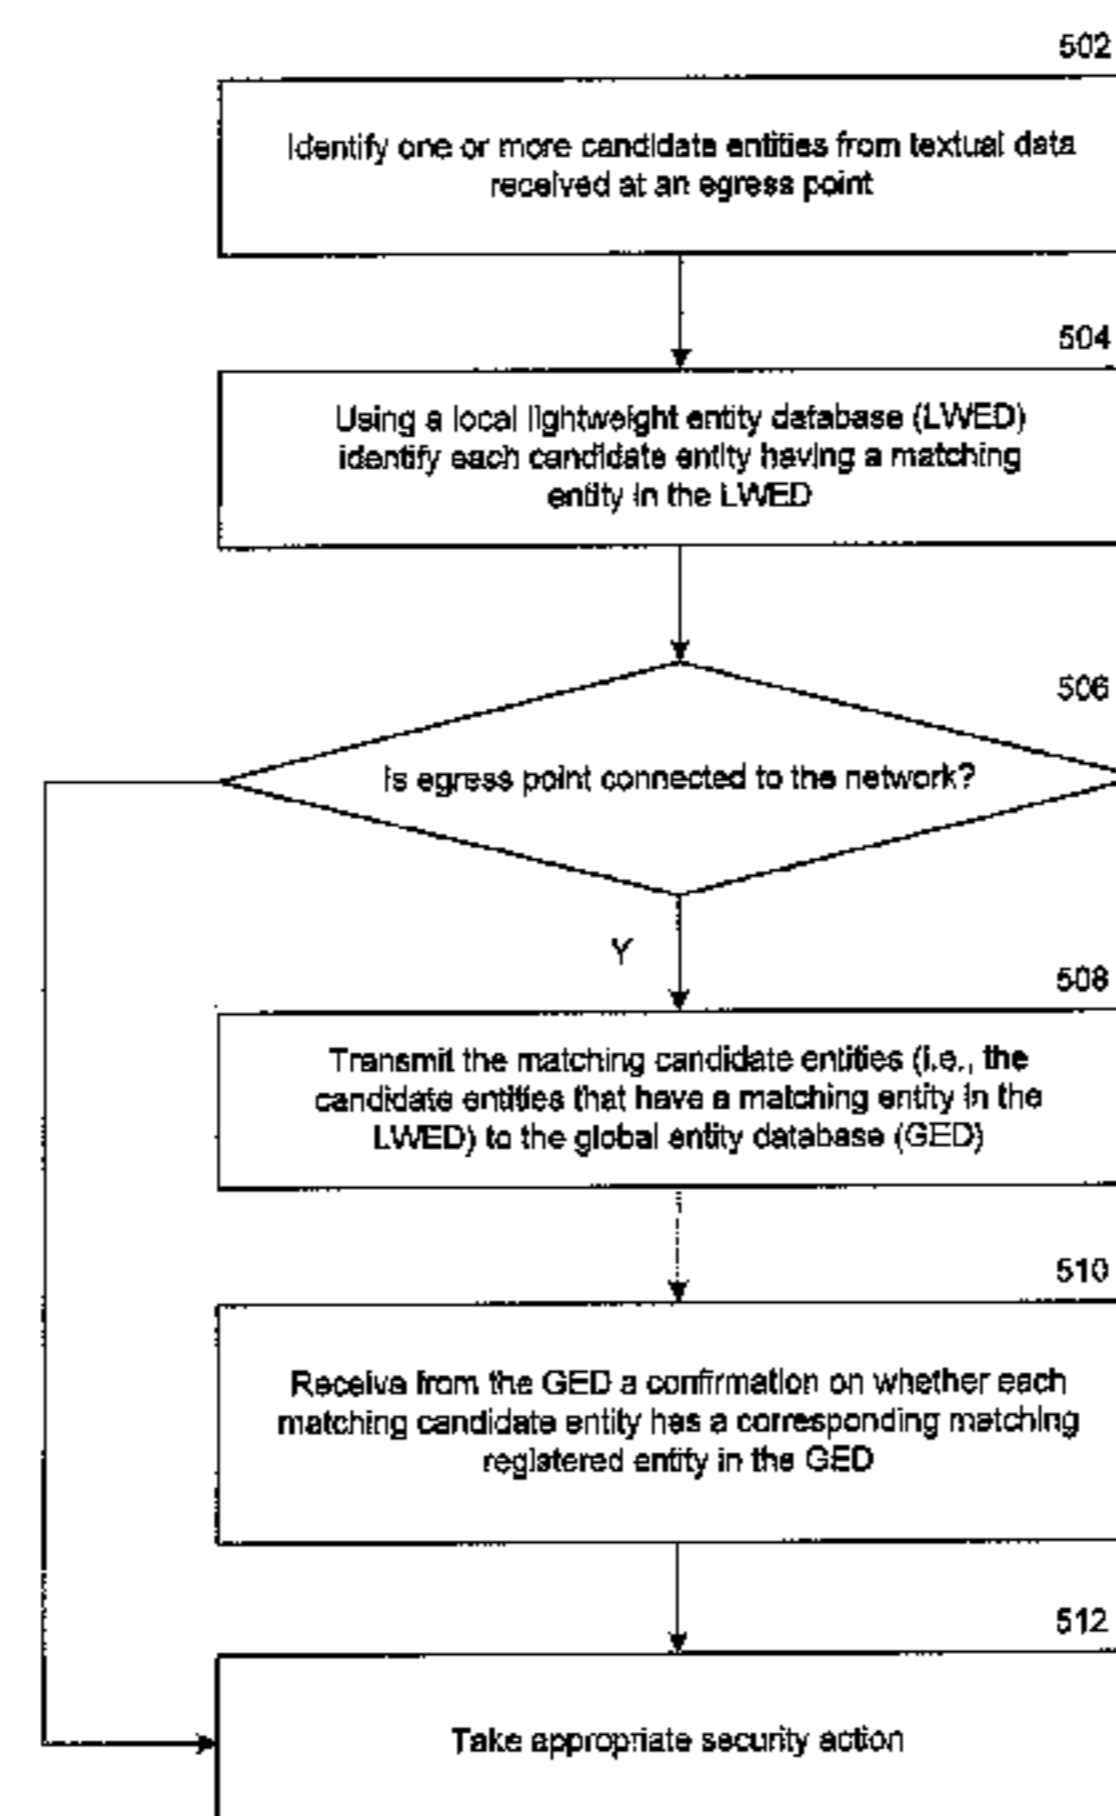 502
Identify one or more candidate entities from textual data
received at an egress point
504
Using a local lightweight entity database (LWED)
identify each candidate entity having a matching
entity in the LWED
506
Is egress point connected to the network?
Y
508
Transmit the matching candidate entities (i.e., the
candidate entities that have a matching entity in the
LWED) to the global entity database (GED)
510
Receive from the GED a confirmation on whether each
matching candidate entity has a corresponding matching
registered entity in the GED
512
Take appropriate security action